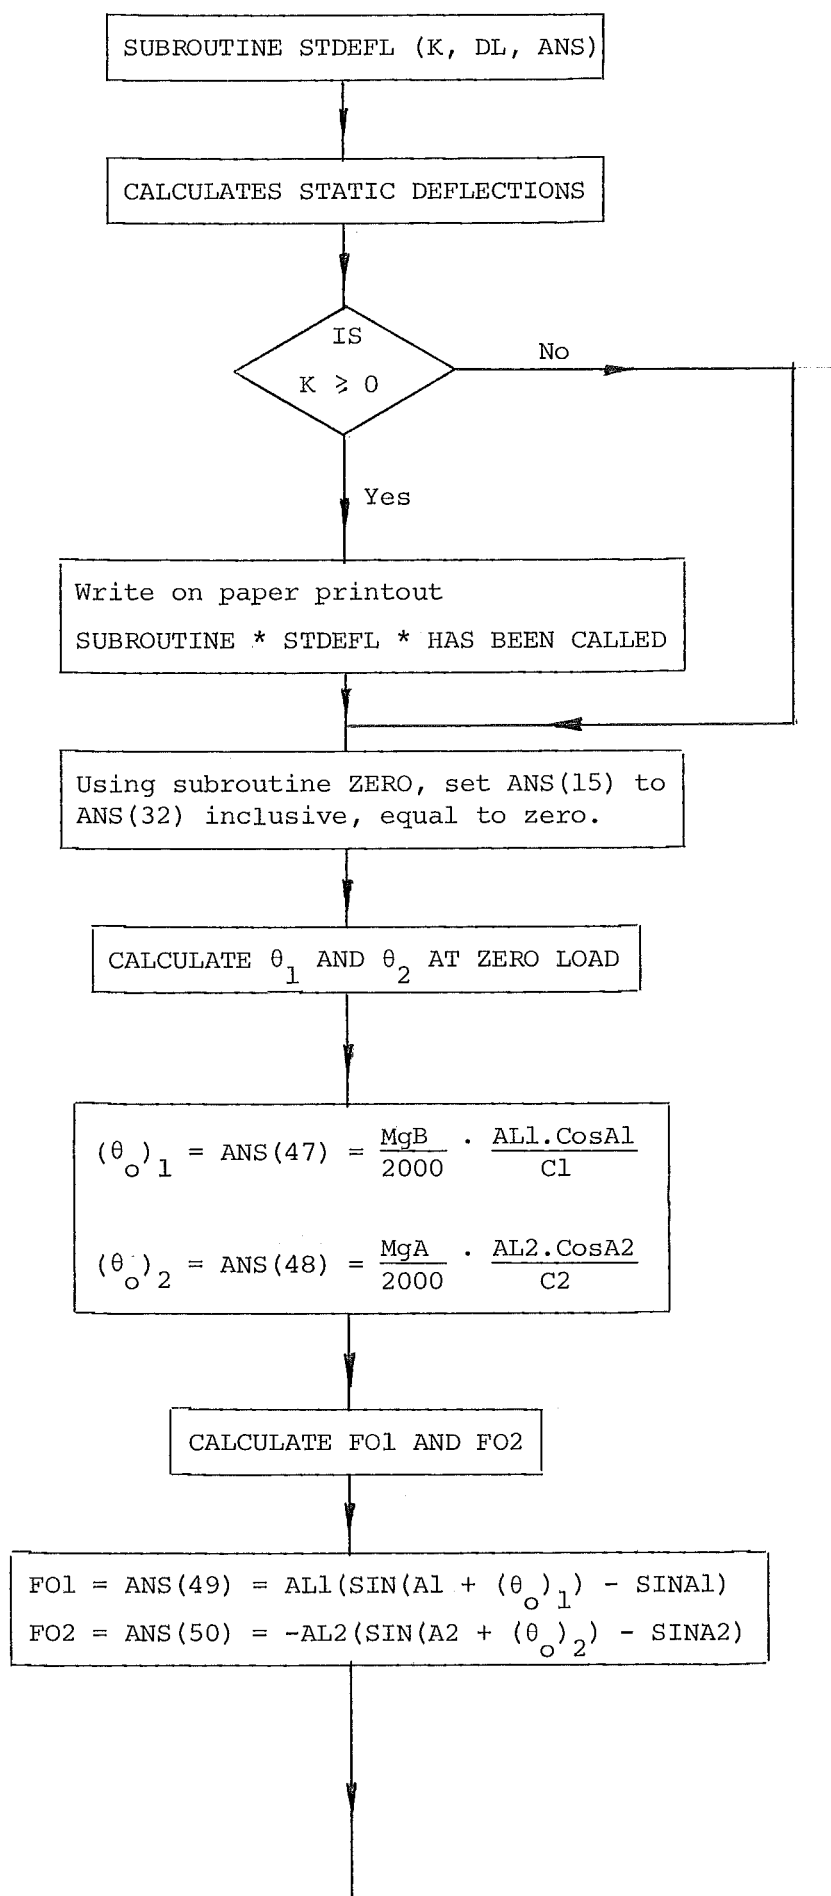 SUBROUTINE STDEFL (K, DL, ANS)
CALCULATES STATIC DEFLECTIONS
IS
K ⩾ 0
No
Yes
Write on paper printout
SUBROUTINE * STDEFL * HAS BEEN CALLED
Using subroutine ZERO, set ANS(15) to
ANS(32) inclusive, equal to zero.
CALCULATE θ₁ AND θ₂ AT ZERO LOAD
(θₒ)₁ = ANS(47) = MgB/2000 · AL1.CosA1/C1
(θₒ)₂ = ANS(48) = MgA/2000 · AL2.CosA2/C2
CALCULATE FO1 AND FO2
FO1 = ANS(49) = AL1(SIN(A1 + (θₒ)₁) - SINA1)
FO2 = ANS(50) = -AL2(SIN(A2 + (θₒ)₂) - SINA2)